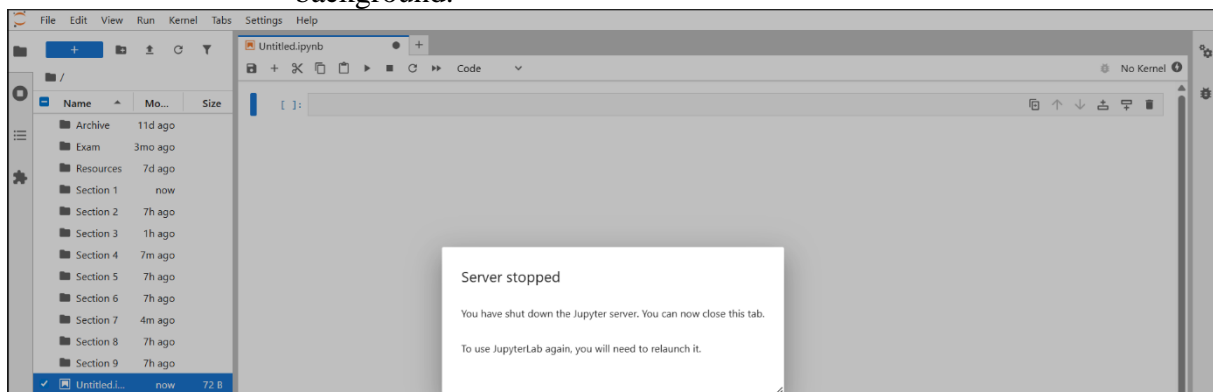 background.
File Edit View Run Kernel Tabs Settings Help
+
Untitled.ipynb
+
Code
No Kernel
/
Name Mo... Size
[ ]:
Archive 11d ago
Exam 3mo ago
Resources 7d ago
Section 1 now
Section 2 7h ago
Section 3 1h ago
Section 4 7m ago
Section 5 7h ago
Section 6 7h ago
Section 7 4m ago
Section 8 7h ago
Section 9 7h ago
Untitled.i... now 72 B
Server stopped
You have shut down the Jupyter server. You can now close this tab.
To use JupyterLab again, you will need to relaunch it.